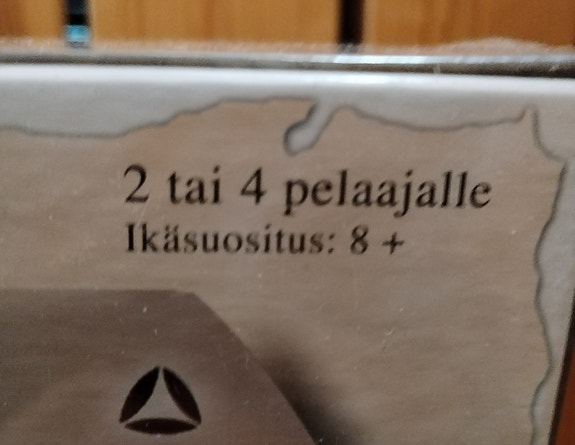 2 tai 4 pelaajalle
Ikäsuositus: 8 +